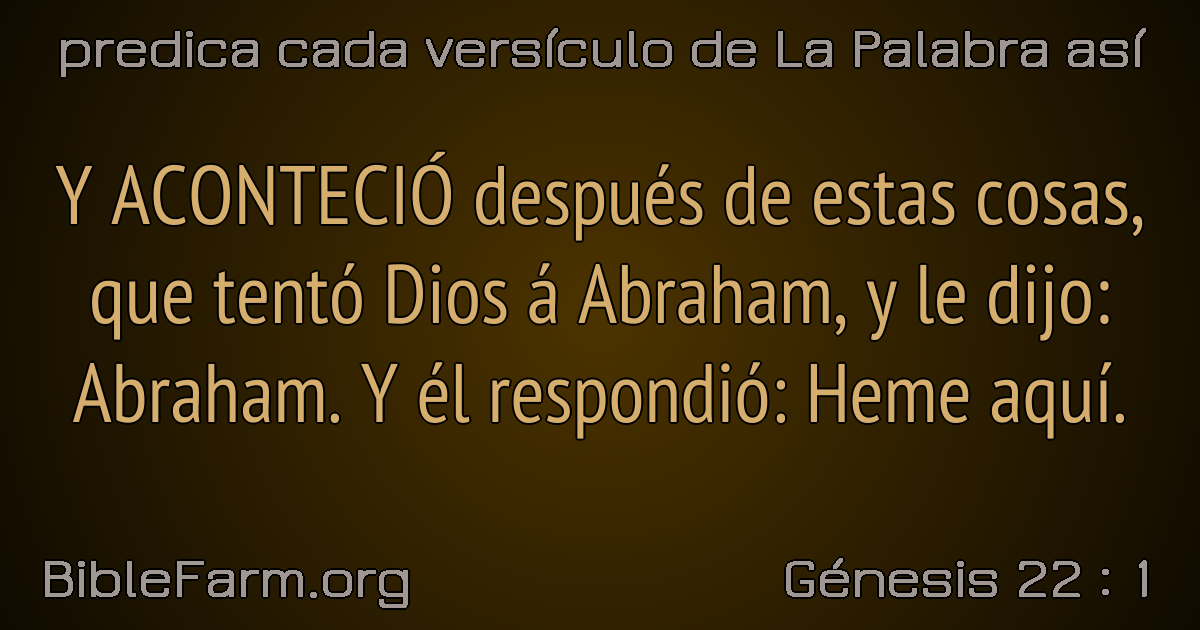 predica cada versículo de La Palabra así
Y ACONTECIÓ después de estas cosas,
que tentó Dios á Abraham, y le dijo:
Abraham. Y él respondió: Heme aquí.
BibleFarm.org
Génesis 22 : 1